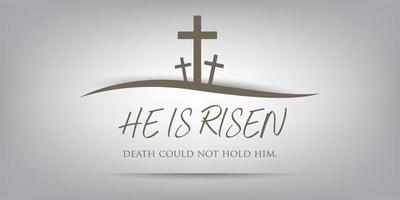 HE IS RISEN
DEATH COULD NOT HOLD HIM.